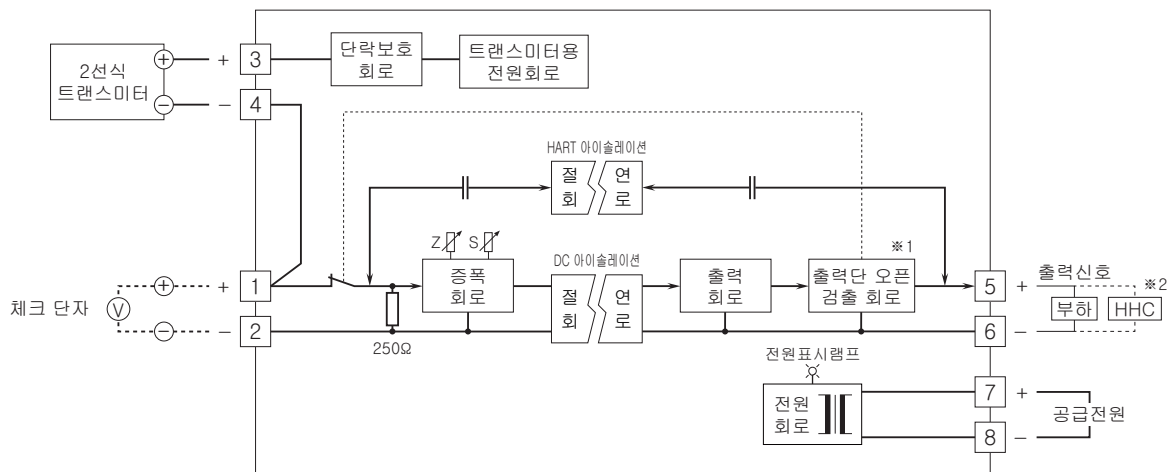 2선식
트랜스미터
+
−
+
−
3
4
단락보호
회로
트랜스미터용
전원회로
HART 아이솔레이션
절 연
회 로
Z
S
※1
증폭
회로
DC 아이솔레이션
절 연
회 로
출력
회로
출력단 오픈
검출 회로
체크 단자
V
+
−
+
−
1
2
250Ω
5
6
+
−
출력신호
※2
부하
HHC
전원표시램프
전원
회로
7
8
+
−
공급전원